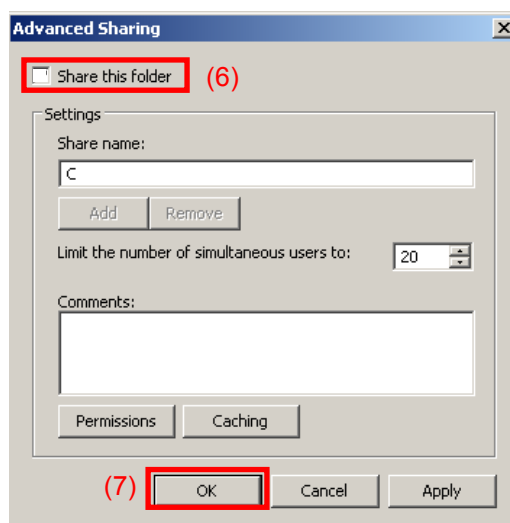 Advanced Sharing
Share this folder (6)
Settings
Share name:
C
Add Remove
Limit the number of simultaneous users to: 20
Comments:
Permissions Caching
(7) OK Cancel Apply